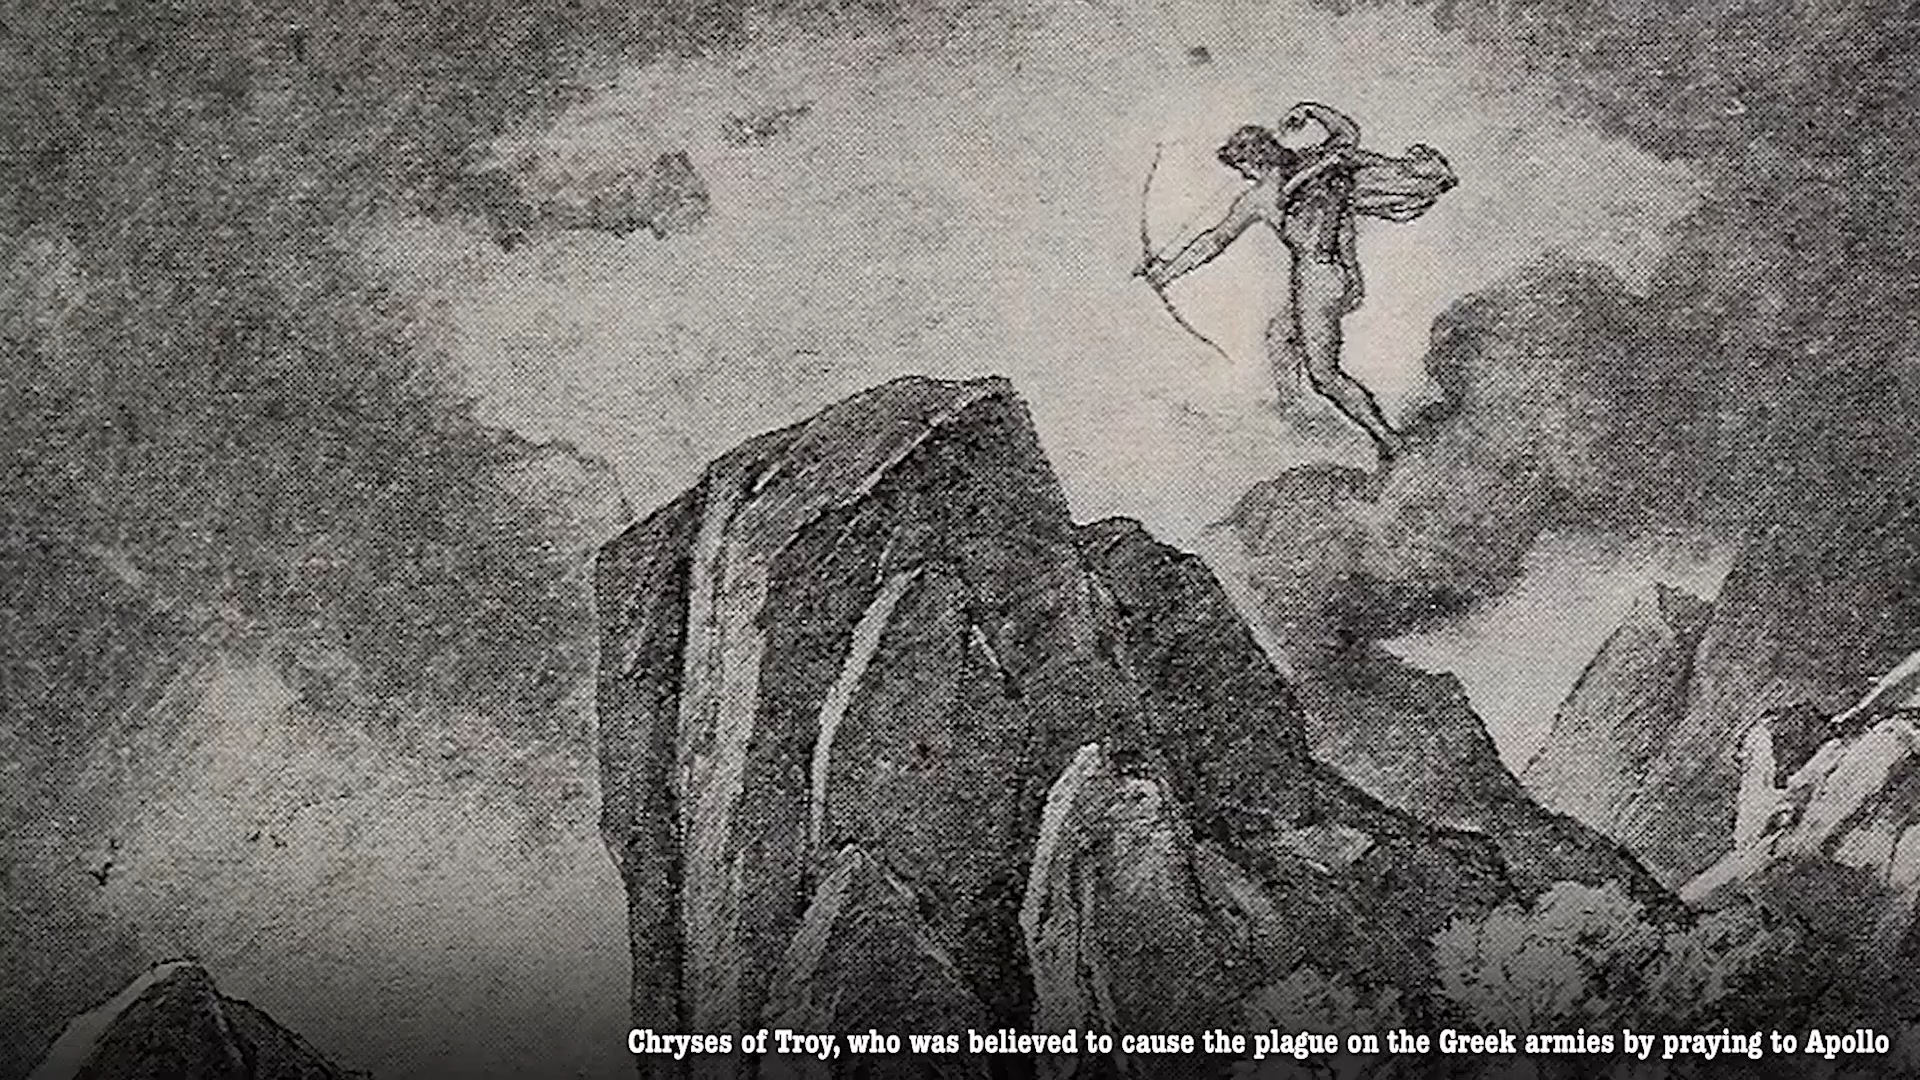 Chryses of Troy, who was believed to cause the plague on the Greek armies by praying to Apollo